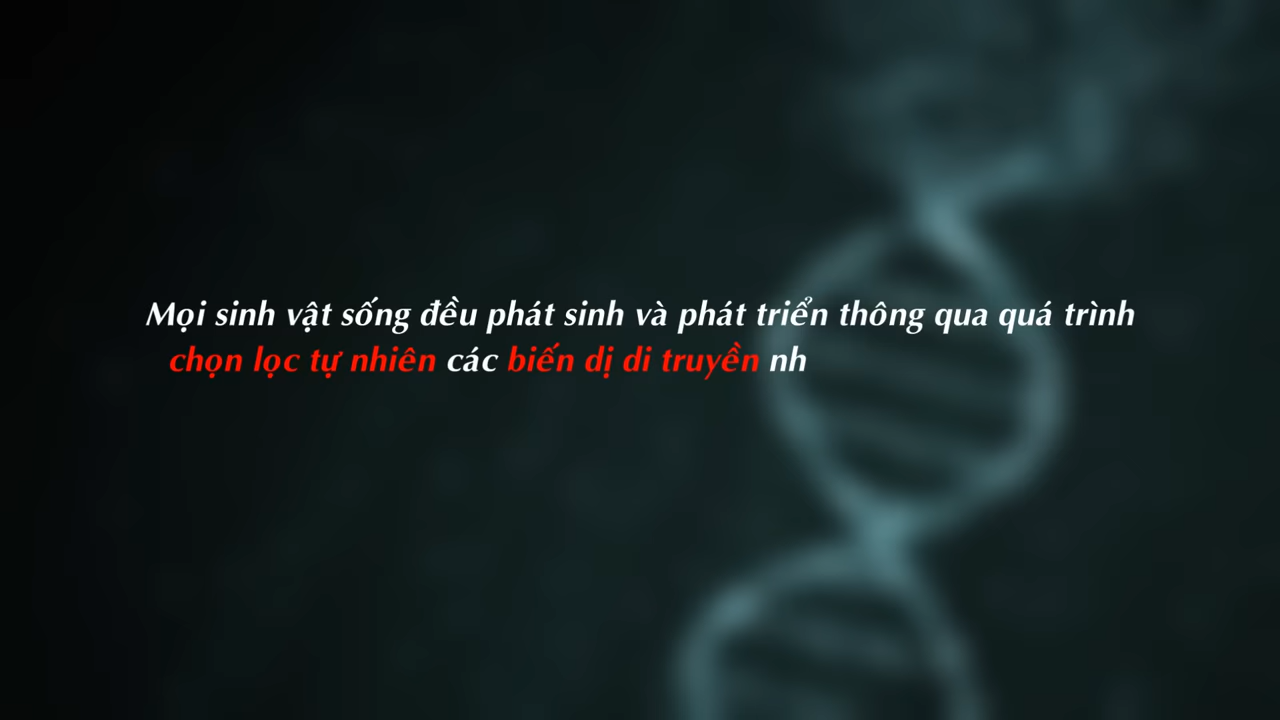 Mọi sinh vật sống đều phát sinh và phát triển thông qua quá trình
chọn lọc tự nhiên các biến dị di truyền nh